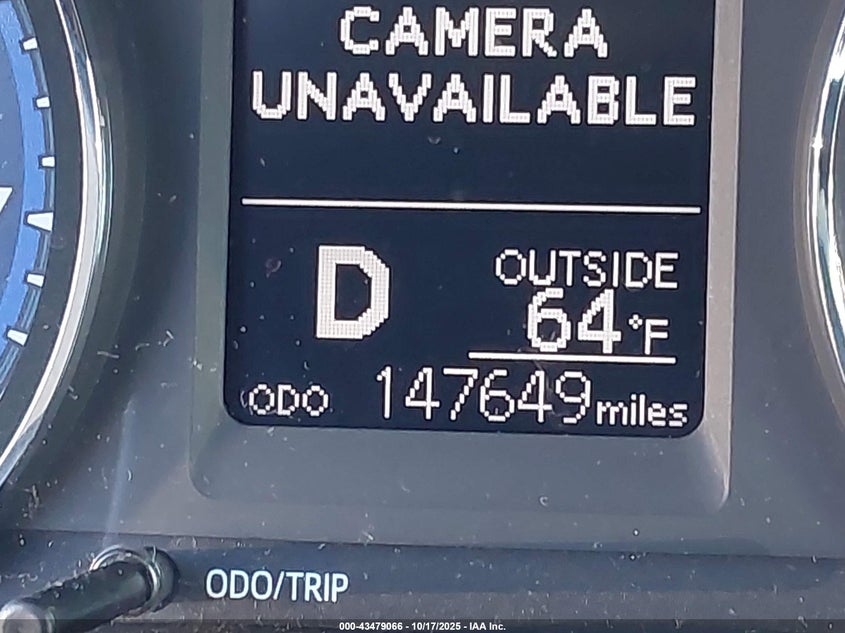 CAMERA
UNAVAILABLE
D
OUTSIDE
64°F
ODO 147649 miles
ODO/TRIP
000-43479066 - 10/17/2025 - IAA Inc.